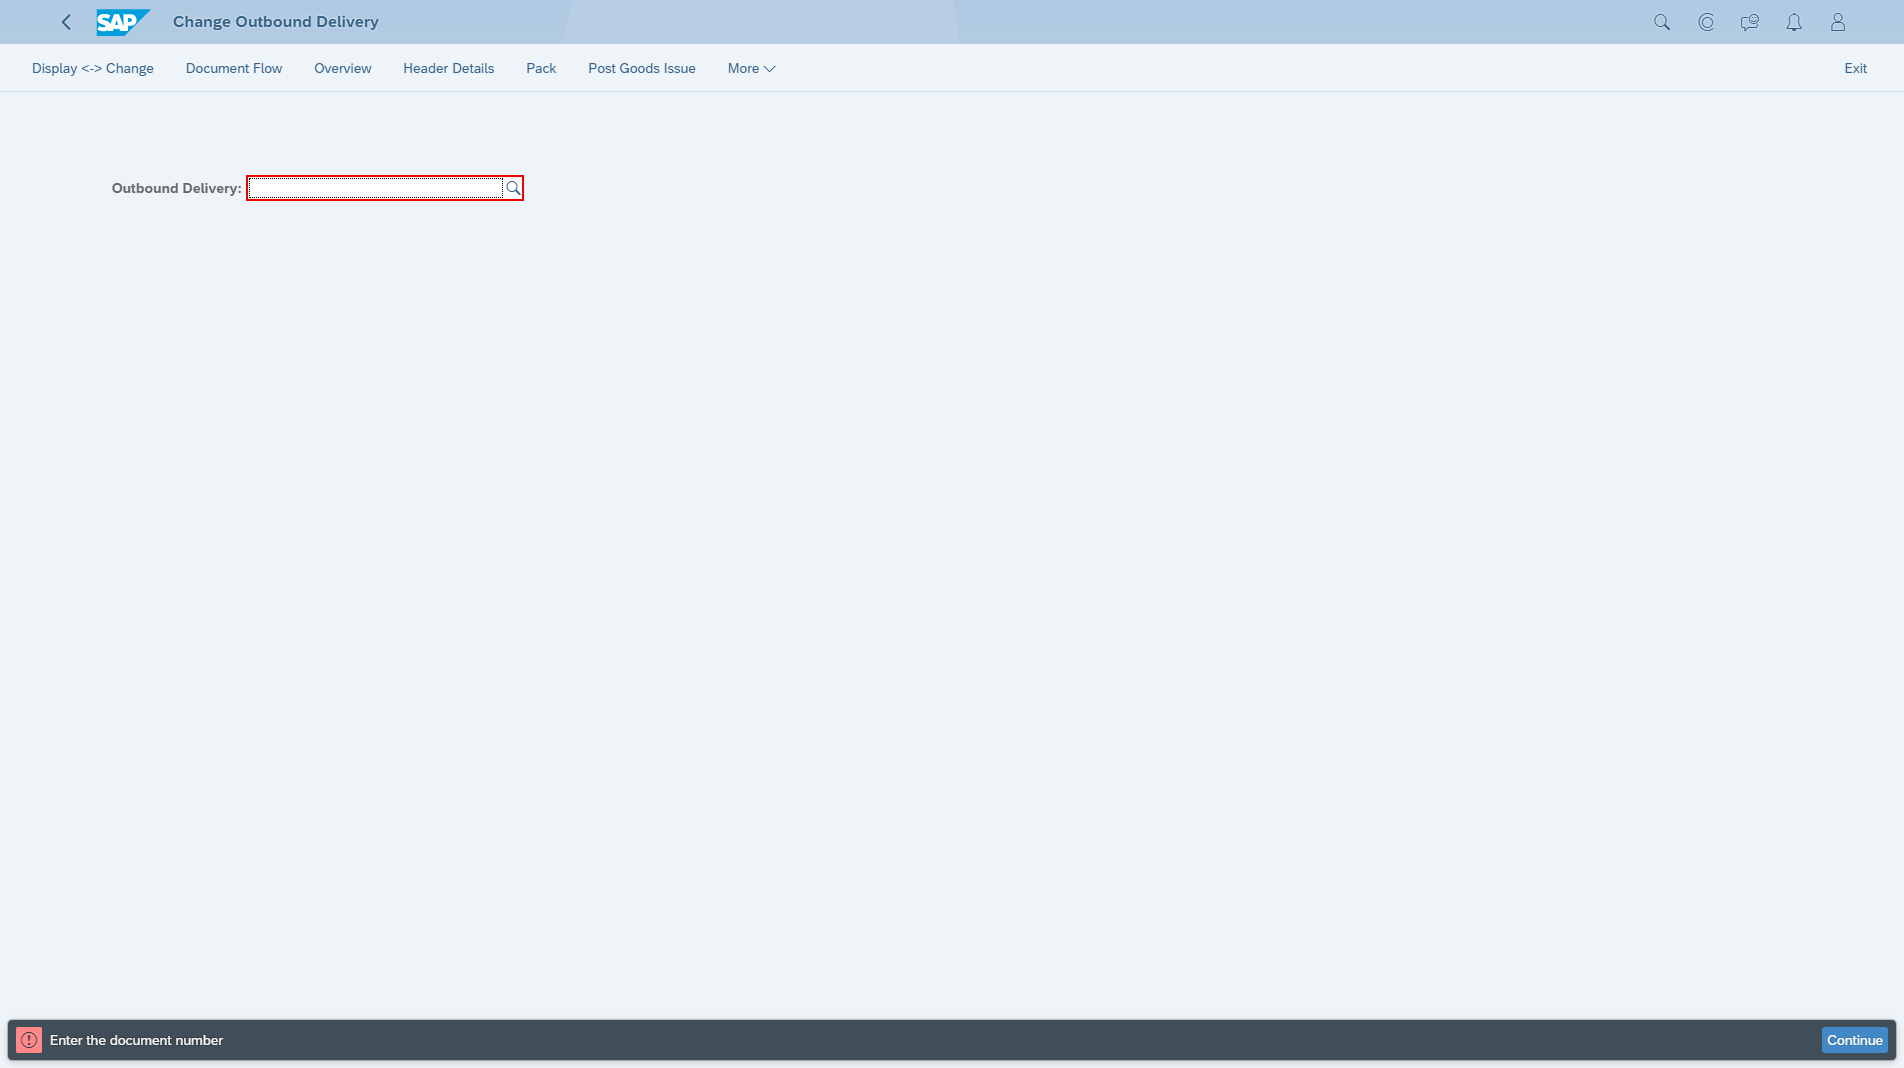 SAP Change Outbound Delivery
Display <-> Change Document Flow Overview Header Details Pack Post Goods Issue More Exit
Outbound Delivery:
Enter the document number Continue